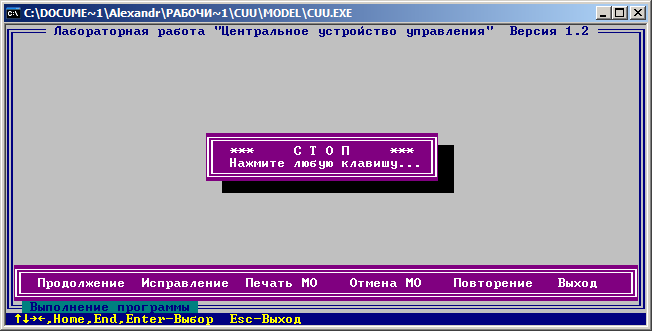 C:\DOCUME~1\Alexandr\РАБОЧИ~1\CUU\MODEL\CUU.EXE
Лабораторная работа "Центральное устройство управления" Версия 1.2
*** С Т О П ***
Нажмите любую клавишу...
Продолжение Исправление Печать МО Отмена МО Повторение Выход
Выполнение программы
↑↓→←,Home,End,Enter-Выбор Esc-Выход